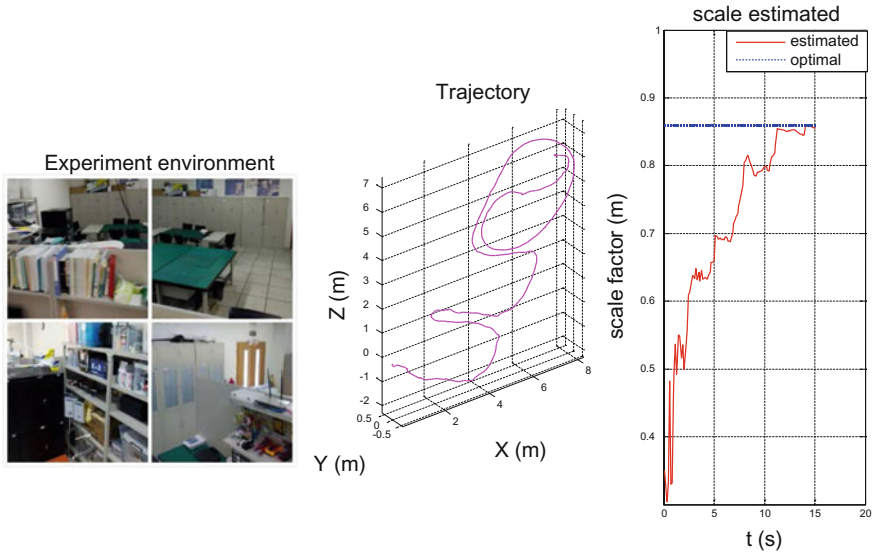 Experiment environment
Trajectory
7
6
5
4
3
2
1
0
-1
-2
Z (m)
0.5
0
-0.5
Y (m)
2
4
6
8
X (m)
scale estimated
estimated
optimal
1
0.9
0.8
0.7
0.6
0.5
0.4
scale factor (m)
0
5
10
15
20
t (s)